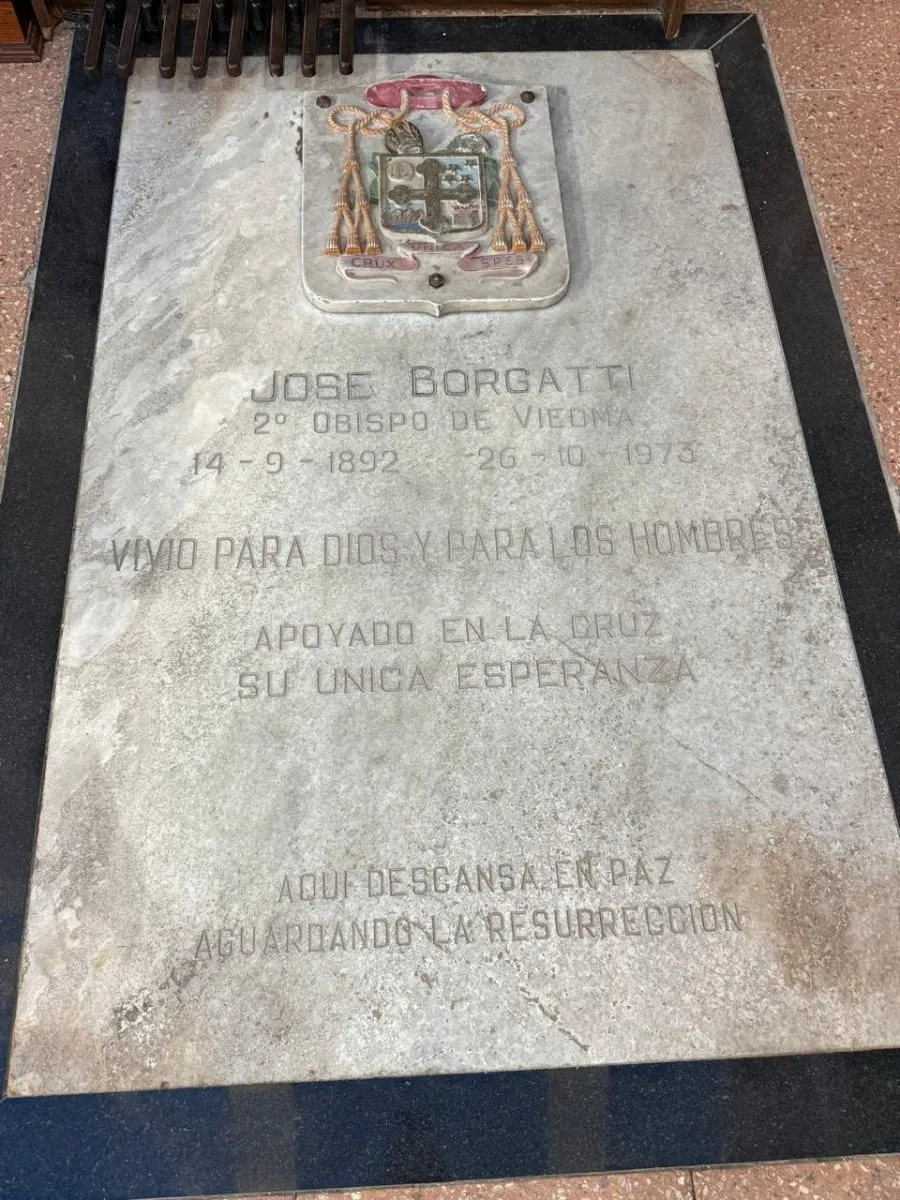 UNICA
CRUX SPES
JOSE BORGATTI
2º OBISPO DE VIEDMA
14 - 9 - 1892 26 - 10 - 1973
VIVIO PARA DIOS Y PARA LOS HOMBRES
APOYADO EN LA CRUZ
SU UNICA ESPERANZA
AQUI DESCANSA EN PAZ
AGUARDANDO LA RESURRECCION